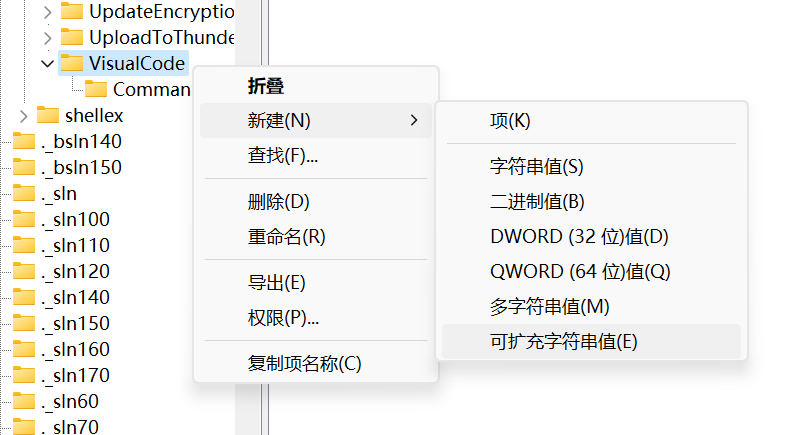 UpdateEncryptio
UploadToThunde
VisualCode
Comman
shellex
._bsln140
._bsln150
._sln
._sln100
._sln110
._sln120
._sln140
._sln150
._sln160
._sln170
._sln60
._sln70
折叠
新建(N)
查找(F)...
删除(D)
重命名(R)
导出(E)
权限(P)...
复制项名称(C)
项(K)
字符串值(S)
二进制值(B)
DWORD (32 位)值(D)
QWORD (64 位)值(Q)
多字符串值(M)
可扩充字符串值(E)